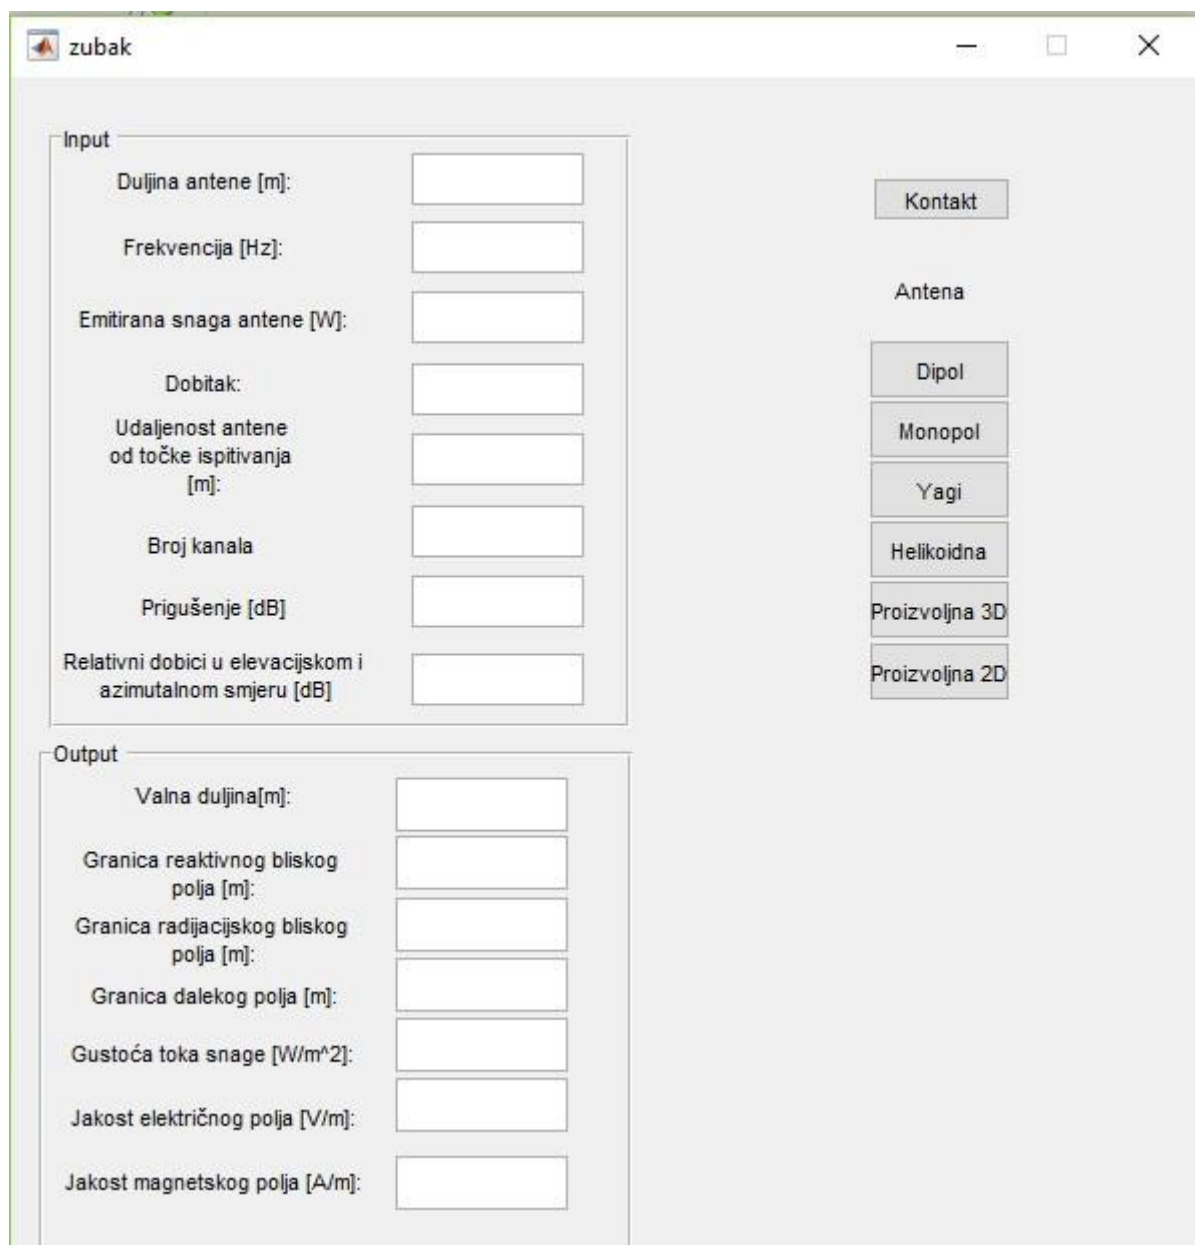 zubak
Input
Duljina antene [m]:
Frekvencija [Hz]:
Emitirana snaga antene [W]:
Dobitak:
Udaljenost antene
od točke ispitivanja
[m]:
Broj kanala
Prigušenje [dB]
Relativni dobici u elevacijskom i
azimutalnom smjeru [dB]
Kontakt
Antena
Dipol
Monopol
Yagi
Helikoidna
Proizvoljna 3D
Proizvoljna 2D
Output
Valna duljina[m]:
Granica reaktivnog bliskog
polja [m]:
Granica radijacijskog bliskog
polja [m]:
Granica dalekog polja [m]:
Gustoća toka snage [W/m^2]:
Jakost električnog polja [V/m]:
Jakost magnetskog polja [A/m]: